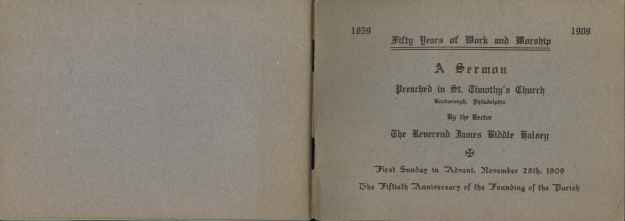 1859 1909
Fifty Years of Work and Worship
A Sermon
Preached in St. Timothy's Church
Roxborough, Philadelphia
By the Rector
The Reverend James Biddle Halsey
First Sunday in Advent, November 28th, 1909
The Fiftieth Anniversary of the Founding of the Parish